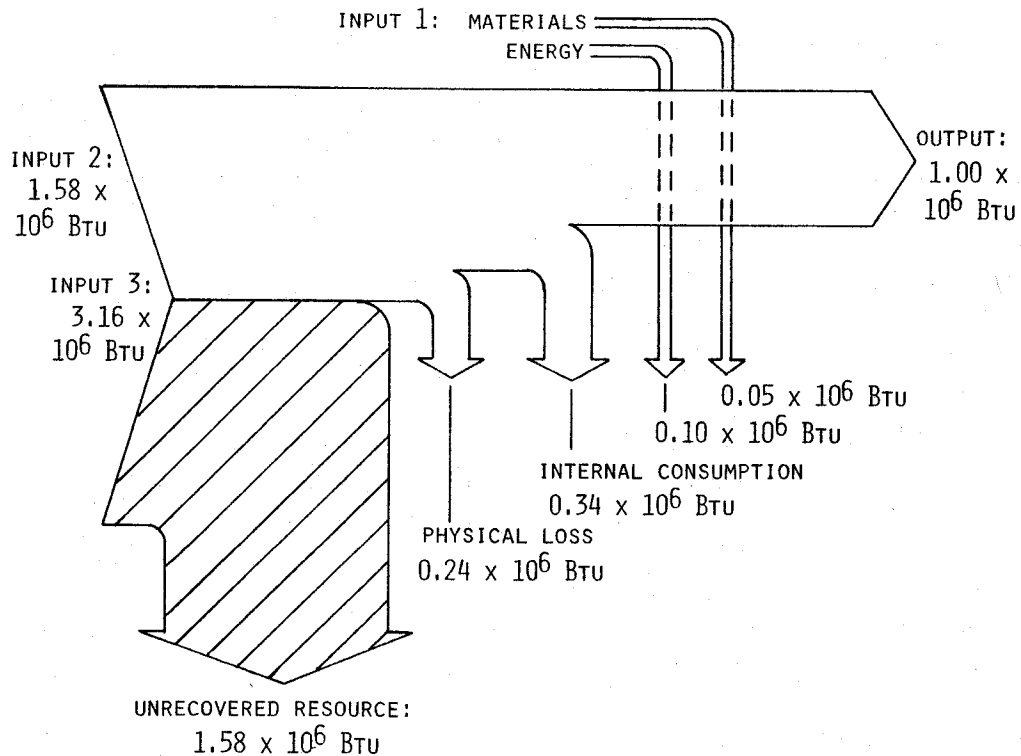 INPUT 1: MATERIALS
ENERGY
INPUT 2:
1.58 x
10⁶ BTU
OUTPUT:
1.00 x
10⁶ BTU
INPUT 3:
3.16 x
10⁶ BTU
0.05 x 10⁶ BTU
0.10 x 10⁶ BTU
INTERNAL CONSUMPTION
0.34 x 10⁶ BTU
PHYSICAL LOSS
0.24 x 10⁶ BTU
UNRECOVERED RESOURCE:
1.58 x 10⁶ BTU